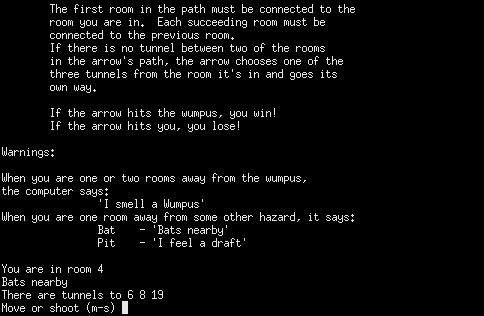 The first room in the path must be connected to the
room you are in.  Each succeeding room must be
connected to the previous room.
If there is no tunnel between two of the rooms
in the arrow's path, the arrow chooses one of the
three tunnels from the room it's in and goes its
own way.

If the arrow hits the wumpus, you win!
If the arrow hits you, you lose!

Warnings:

When you are one or two rooms away from the wumpus,
the computer says:
'I smell a Wumpus'
When you are one room away from some other hazard, it says:
Bat    - 'Bats nearby'
Pit    - 'I feel a draft'

You are in room 4
Bats nearby
There are tunnels to 6 8 19
Move or shoot (m-s)